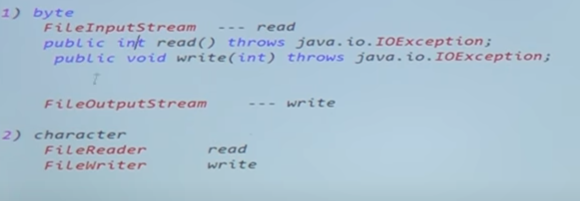 1) byte
FileInputStream --- read
public int read() throws java.io.IOException;
public void write(int) throws java.io.IOException;
FileOutputStream --- write
2) character
FileReader read
FileWriter write